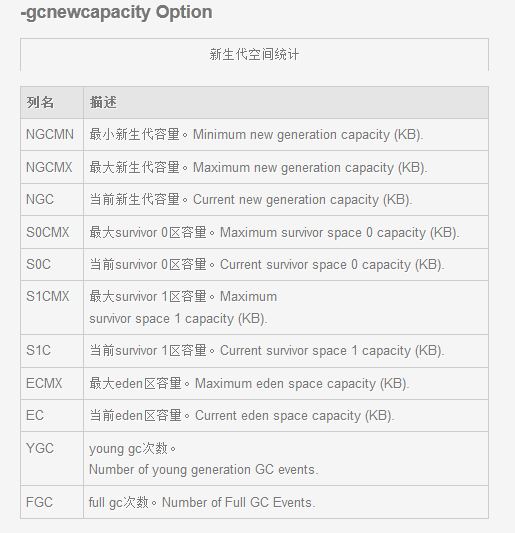 -gcnewcapacity Option
新生代空间统计
列名 描述
NGCMN 最小新生代容量。Minimum new generation capacity (KB).
NGCMX 最大新生代容量。Maximum new generation capacity (KB).
NGC 当前新生代容量。Current new generation capacity (KB).
S0CMX 最大survivor 0区容量。Maximum survivor space 0 capacity (KB).
S0C 当前survivor 0区容量。Current survivor space 0 capacity (KB).
S1CMX 最大survivor 1区容量。Maximum
survivor space 1 capacity (KB).
S1C 当前survivor 1区容量。Current survivor space 1 capacity (KB).
ECMX 最大eden区容量。Maximum eden space capacity (KB).
EC 当前eden区容量。Current eden space capacity (KB).
YGC young gc次数。
Number of young generation GC events.
FGC full gc次数。Number of Full GC Events.